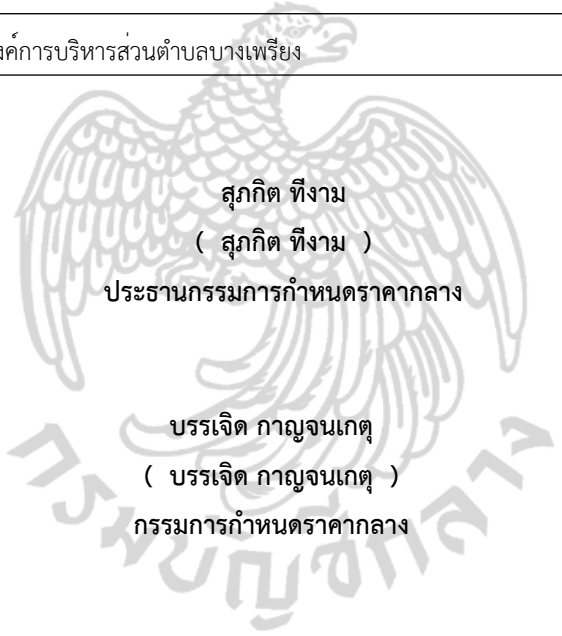 งค์การบริหารส่วนตำบลบางเพรียง
สุภกิต ทีงาม
( สุภกิต ทีงาม )
ประธานกรรมการกำหนดราคากลาง
บรรเจิด กาญจนเกตุ
( บรรเจิด กาญจนเกตุ )
กรรมการกำหนดราคากลาง
กรมบัญชีกลาง